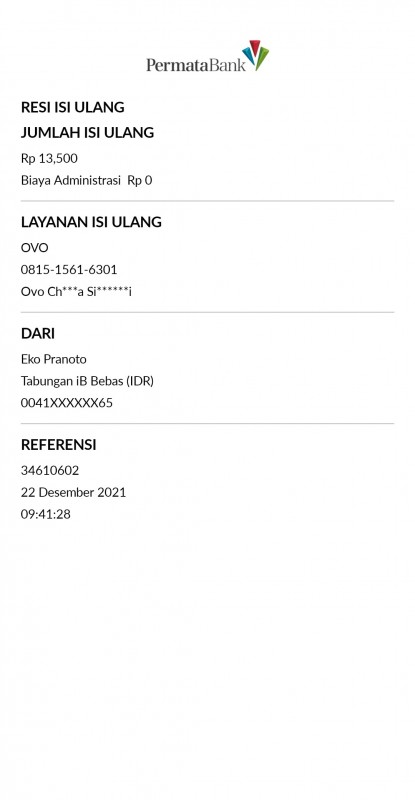 PermataBank
RESI ISI ULANG
JUMLAH ISI ULANG
Rp 13,500
Biaya Administrasi  Rp 0
LAYANAN ISI ULANG
OVO
0815-1561-6301
Ovo Ch***a Si******i
DARI
Eko Pranoto
Tabungan iB Bebas (IDR)
0041XXXXXX65
REFERENSI
34610602
22 Desember 2021
09:41:28